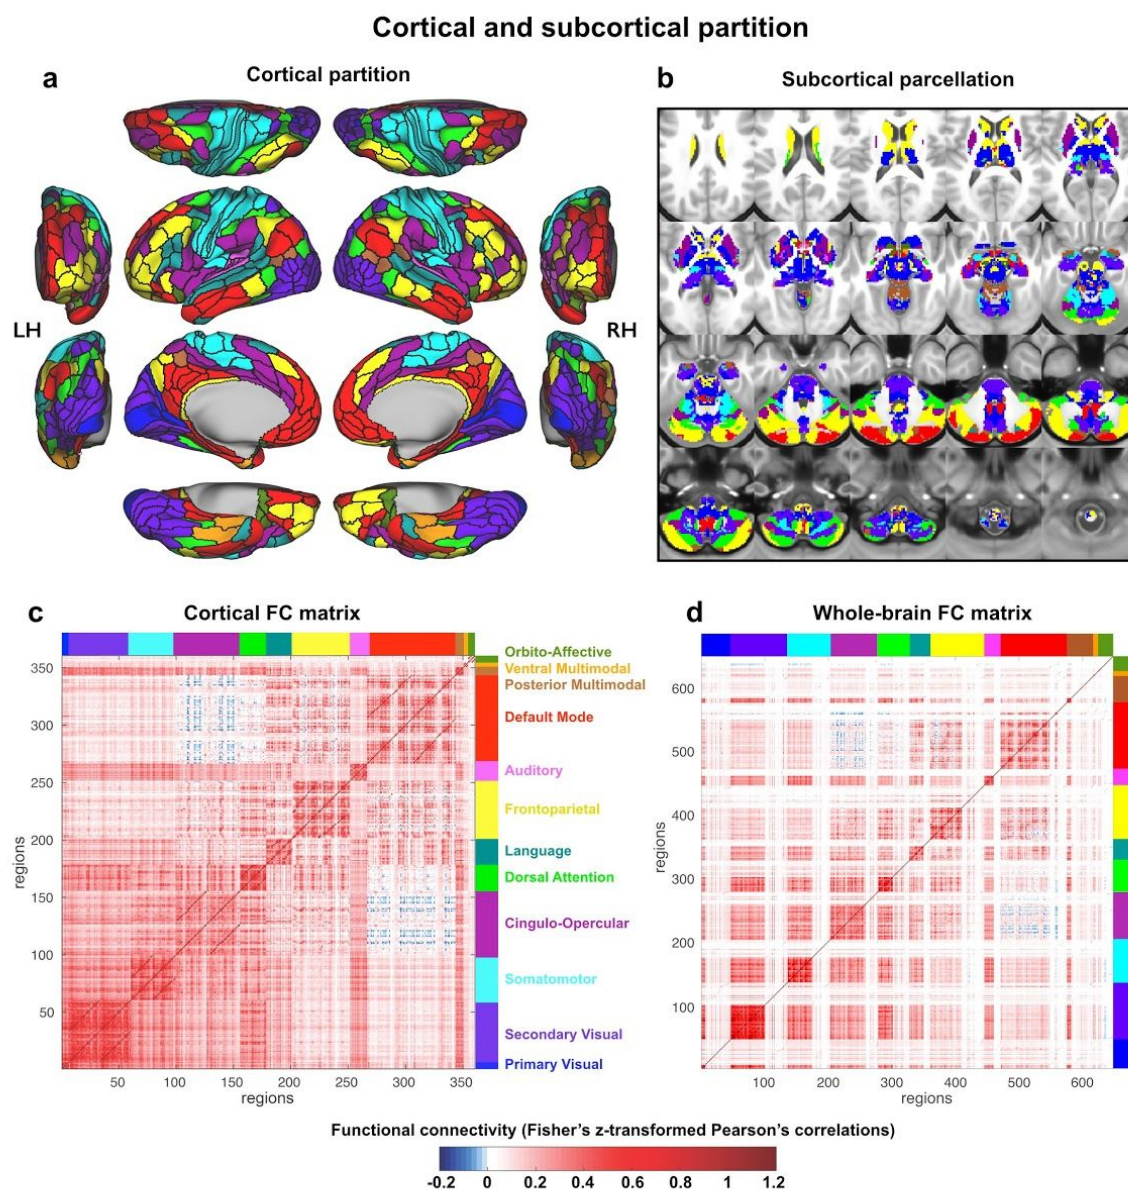 Cortical and subcortical partition
a
Cortical partition
b
Subcortical parcellation
LH
RH
c
Cortical FC matrix
d
Whole-brain FC matrix
Orbito-Affective
Ventral Multimodal
Posterior Multimodal
Default Mode
Auditory
Frontoparietal
Language
Dorsal Attention
Cingulo-Opercular
Somatomotor
Secondary Visual
Primary Visual
350
300
250
200
150
100
50
regions
50 100 150 200 250 300 350
regions
600
500
400
300
200
100
regions
100 200 300 400 500 600
regions
Functional connectivity (Fisher's z-transformed Pearson's correlations)
-0.2 0 0.2 0.4 0.6 0.8 1 1.2